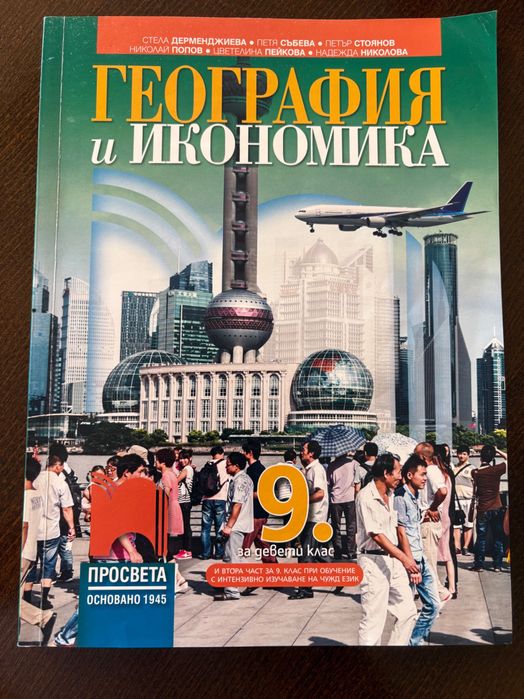 СТЕЛА ДЕРМЕНДЖИЕВА • ПЕТЯ СЪБЕВА • ПЕТЪР СТОЯНОВ
НИКОЛАЙ ПОПОВ • ЦВЕТЕЛИНА ПЕЙКОВА • НАДЕЖДА НИКОЛОВА
ГЕОГРАФИЯ
и ИКОНОМИКА
9.
за девети клас
И ВТОРА ЧАСТ ЗА 9. КЛАС ПРИ ОБУЧЕНИЕ
С ИНТЕНЗИВНО ИЗУЧАВАНЕ НА ЧУЖД ЕЗИК
ПРОСВЕТА
ОСНОВАНО 1945